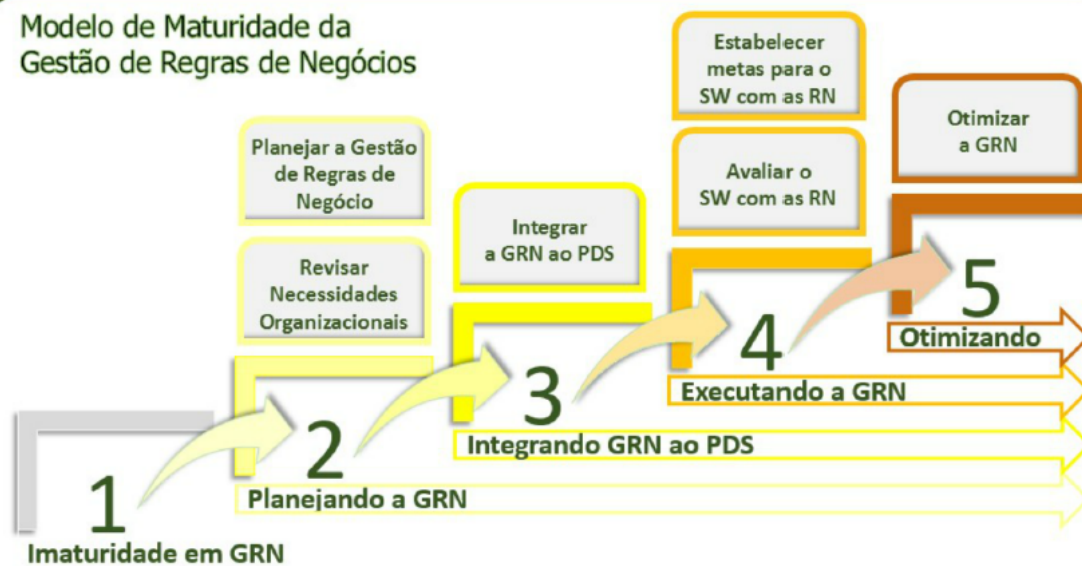 Modelo de Maturidade da
Gestão de Regras de Negócios
Planejar a Gestão
de Regras de
Negócio
Revisar
Necessidades
Organizacionais
Integrar
a GRN ao PDS
Estabelecer
metas para o
SW com as RN
Avaliar o
SW com as RN
Otimizar
a GRN
1
Imaturidade em GRN
2
Planejando a GRN
3
Integrando GRN ao PDS
4
Executando a GRN
5
Otimizando